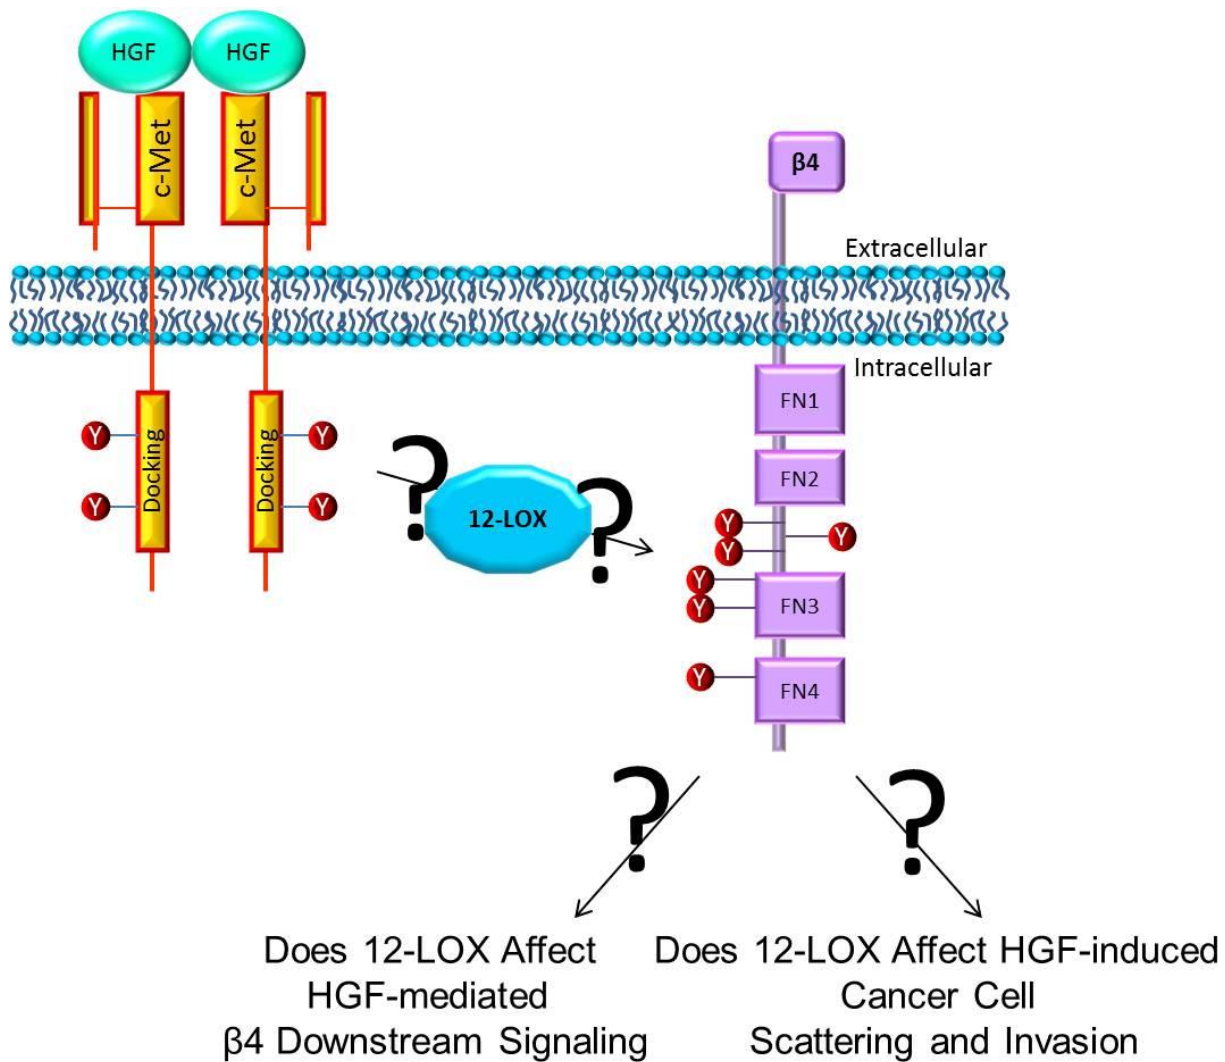 HGF HGF
c-Met c-Met
β4
Extracellular
Intracellular
FN1
Y Y
Docking Docking
FN2
?
?
12-LOX
Y Y
Y
Y
Y
Y
Y
FN3
Y
FN4
? ?
Does 12-LOX Affect
HGF-mediated
β4 Downstream Signaling
Does 12-LOX Affect HGF-induced
Cancer Cell
Scattering and Invasion